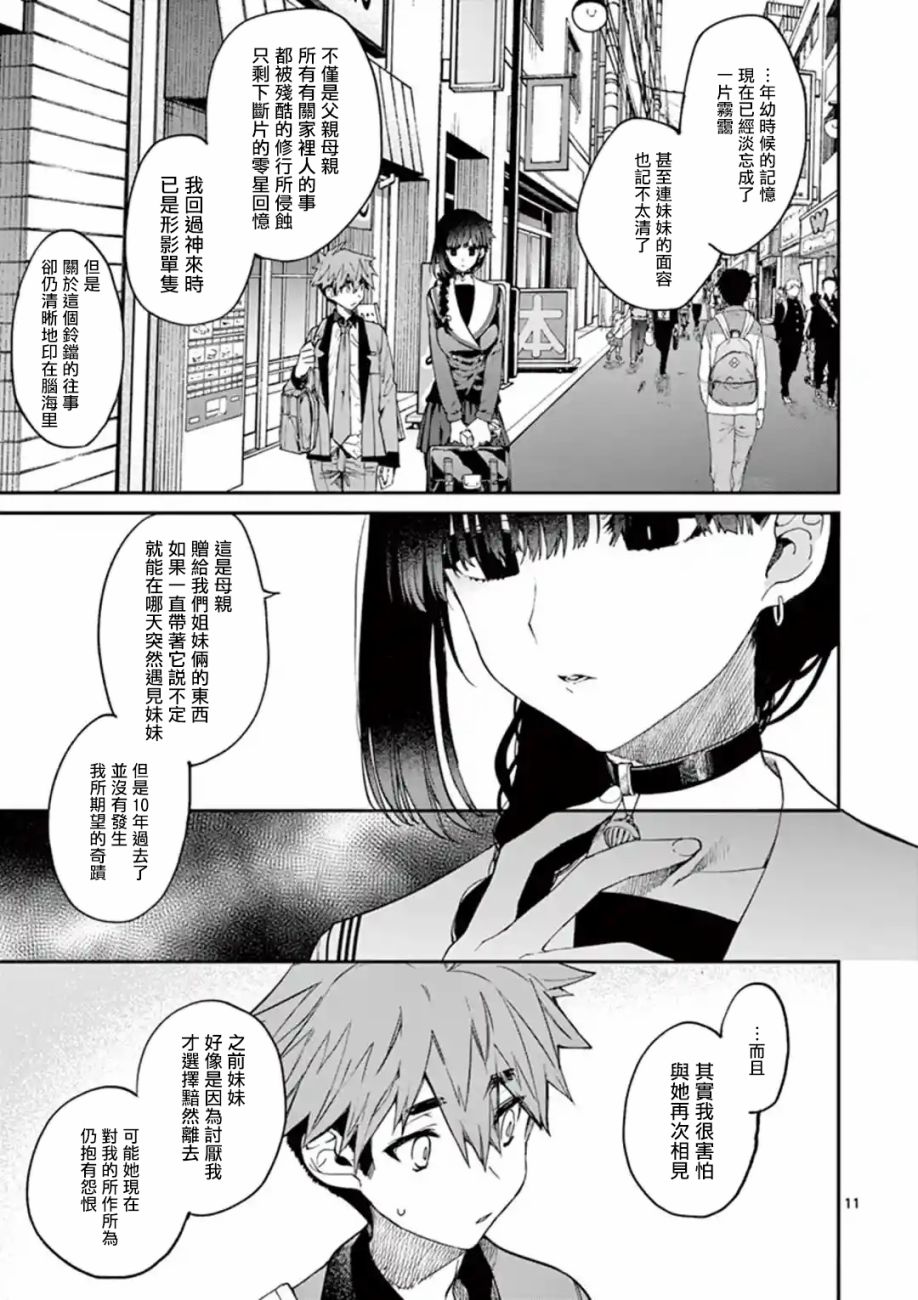 …年幼時候的記憶
現在已經淡忘成了
一片霧靄
甚至連妹妹的面容
也記不太清了
不僅是父親母親
所有有關家裡人的事
都被殘酷的修行所侵蝕
只剩下斷片的零星回憶
我回過神來時
已是形影單隻
但是
關於這個鈴鐺的往事
卻仍清晰地印在腦海里
本
W
這是母親
贈給我們姐妹倆的東西
如果一直帶著它説不定
就能在哪天突然遇見妹妹
但是10年過去了
並沒有發生
我所期望的奇蹟
…而且
其實我很害怕
與她再次相見
之前妹妹
好像是因為討厭我
才選擇黯然離去
可能她現在
對我的所作所為
仍抱有怨恨
11